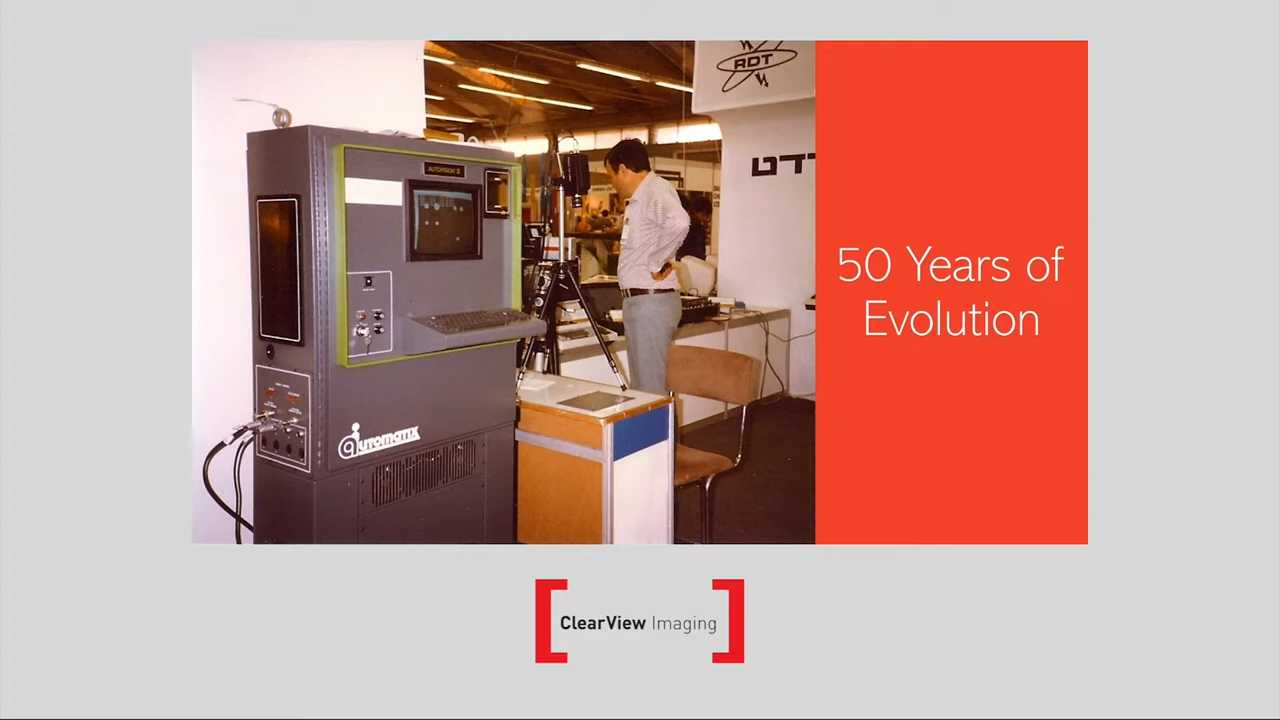 RDT
AUTOVISION II
automatix
50 Years of
Evolution
ClearView Imaging